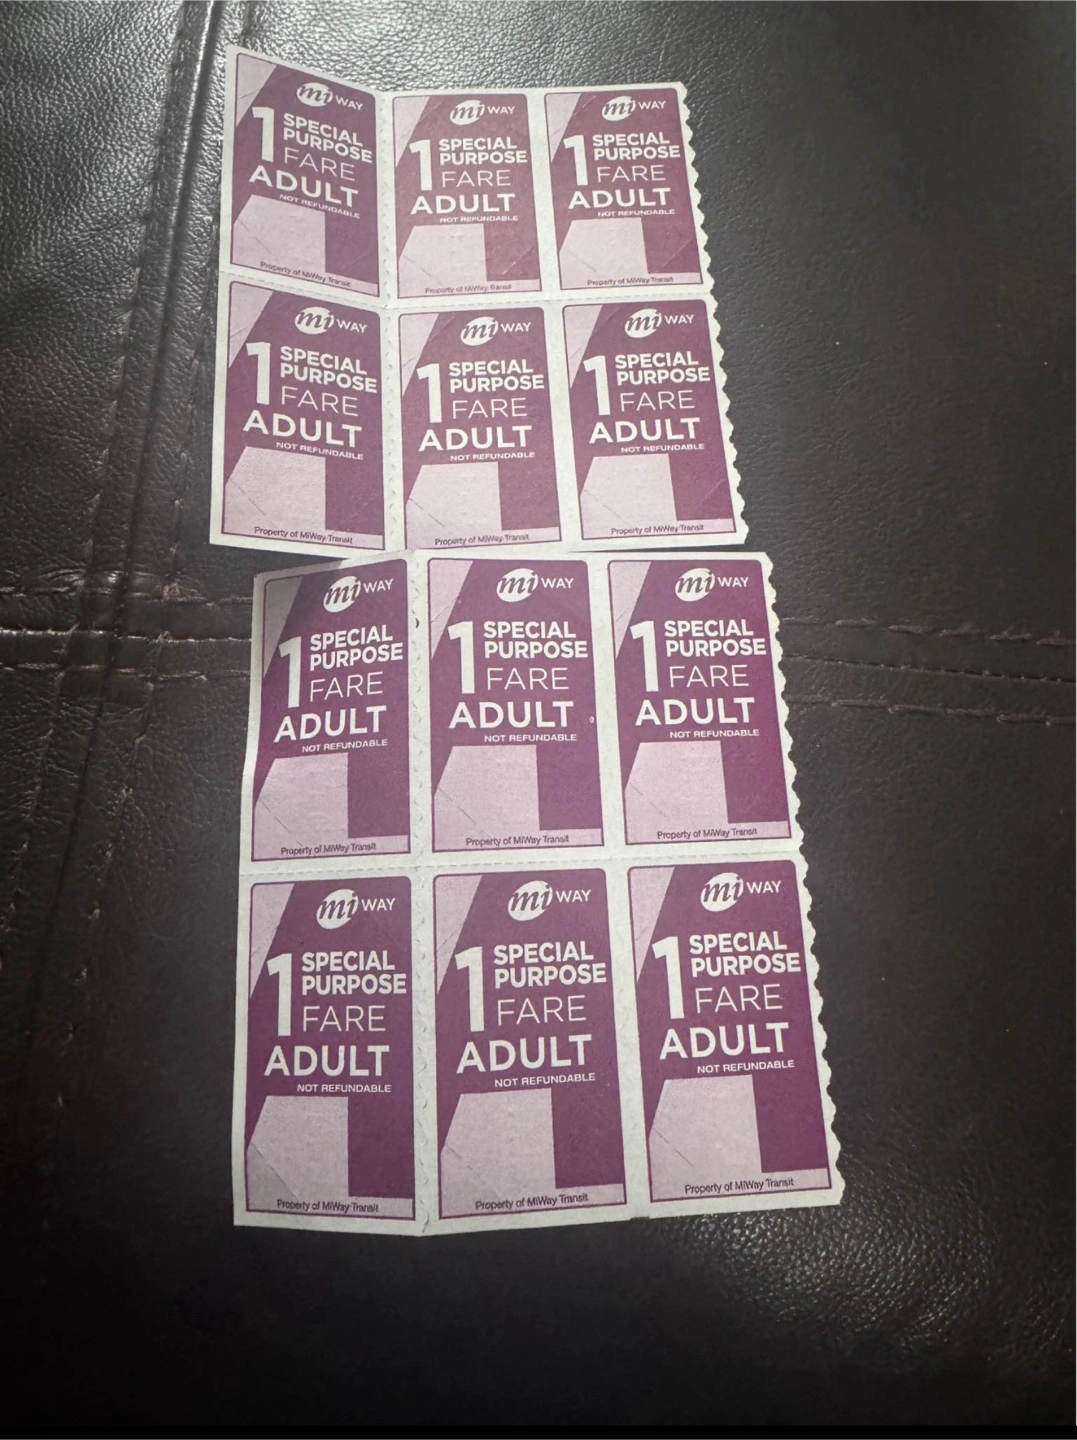 mi WAY
1 SPECIAL
PURPOSE
FARE
ADULT
NOT REFUNDABLE
Property of MiWay Transit
mi WAY
1 SPECIAL
PURPOSE
FARE
ADULT
NOT REFUNDABLE
Property of MiWay Transit
mi WAY
1 SPECIAL
PURPOSE
FARE
ADULT
NOT REFUNDABLE
Property of MiWay Transit
mi WAY
1 SPECIAL
PURPOSE
FARE
ADULT
NOT REFUNDABLE
Property of MiWay Transit
mi WAY
1 SPECIAL
PURPOSE
FARE
ADULT
NOT REFUNDABLE
Property of MiWay Transit
mi WAY
1 SPECIAL
PURPOSE
FARE
ADULT
NOT REFUNDABLE
Property of MiWay Transit
mi WAY
1 SPECIAL
PURPOSE
FARE
ADULT
NOT REFUNDABLE
Property of MiWay Transit
mi WAY
1 SPECIAL
PURPOSE
FARE
ADULT
NOT REFUNDABLE
Property of MiWay Transit
mi WAY
1 SPECIAL
PURPOSE
FARE
ADULT
NOT REFUNDABLE
Property of MiWay Transit
mi WAY
1 SPECIAL
PURPOSE
FARE
ADULT
NOT REFUNDABLE
Property of MiWay Transit
mi WAY
1 SPECIAL
PURPOSE
FARE
ADULT
NOT REFUNDABLE
Property of MiWay Transit
mi WAY
1 SPECIAL
PURPOSE
FARE
ADULT
NOT REFUNDABLE
Property of MiWay Transit